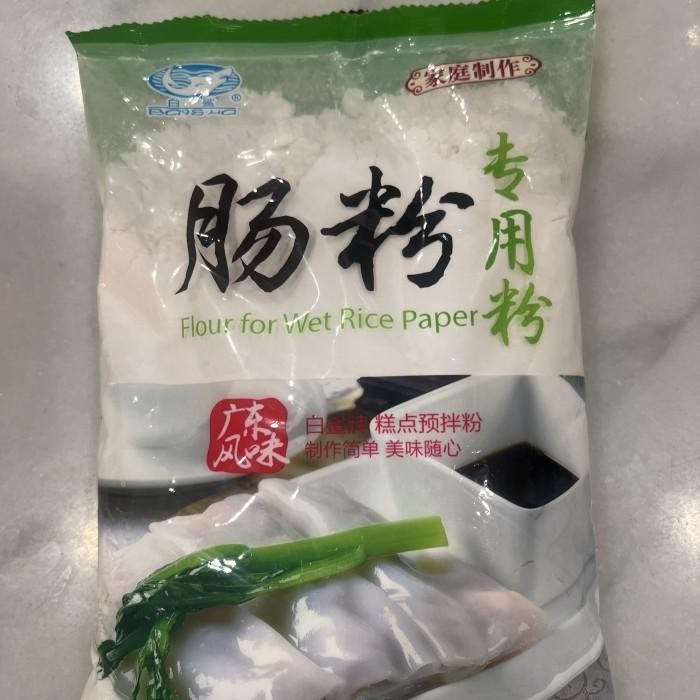 白鲨®
BAISHA
家庭制作
肠粉
专用粉
Flour for Wet Rice Paper
广东
风味
白鲨牌 糕点预拌粉
制作简单 美味随心